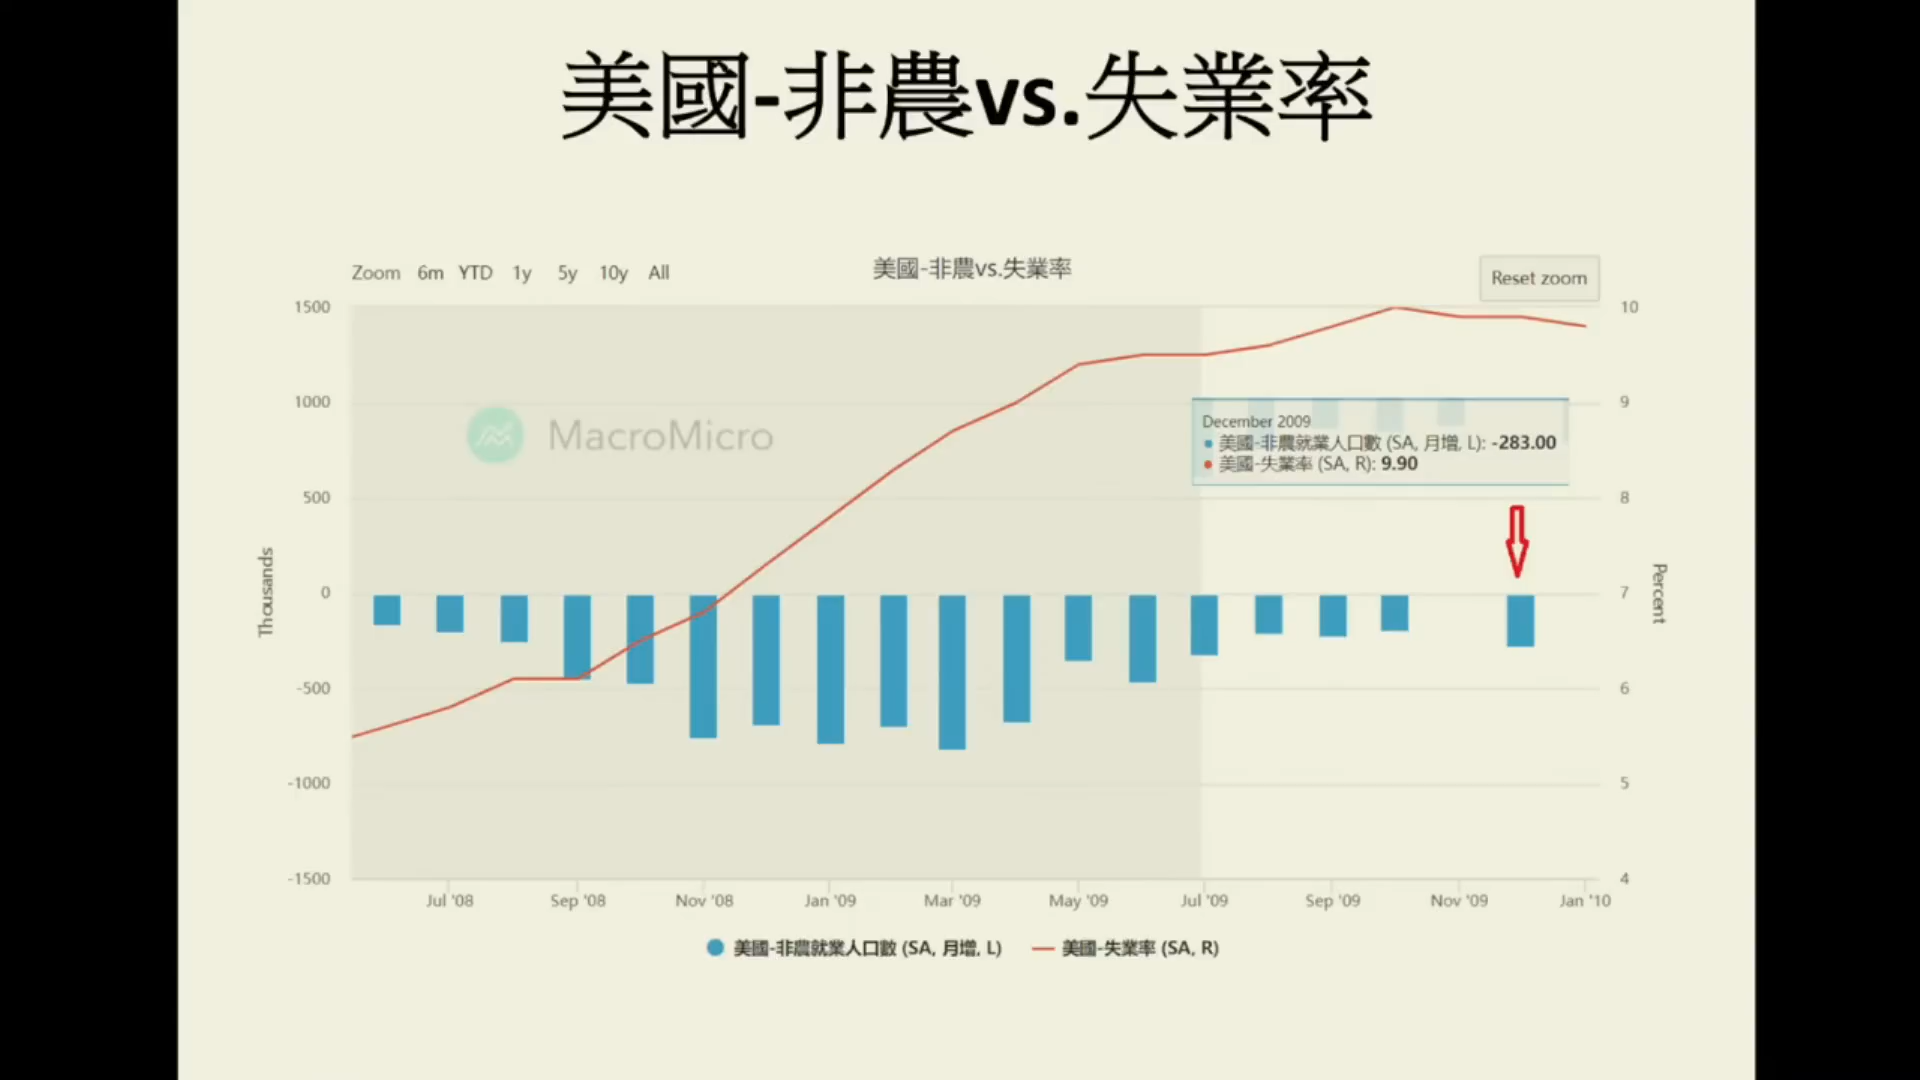 美國-非農vs.失業率
Zoom 6m YTD 1y 5y 10y All
美國-非農vs.失業率
Reset zoom
1500
1000
500
0
-500
-1000
-1500
Thousands
MacroMicro
December 2009
美國-非農就業人口數 (SA, 月增, L): -283.00
美國-失業率 (SA, R): 9.90
10
9
8
7
6
5
4
Percent
Jul '08 Sep '08 Nov '08 Jan '09 Mar '09 May '09 Jul '09 Sep '09 Nov '09 Jan '10
美國-非農就業人口數 (SA, 月增, L) 美國-失業率 (SA, R)